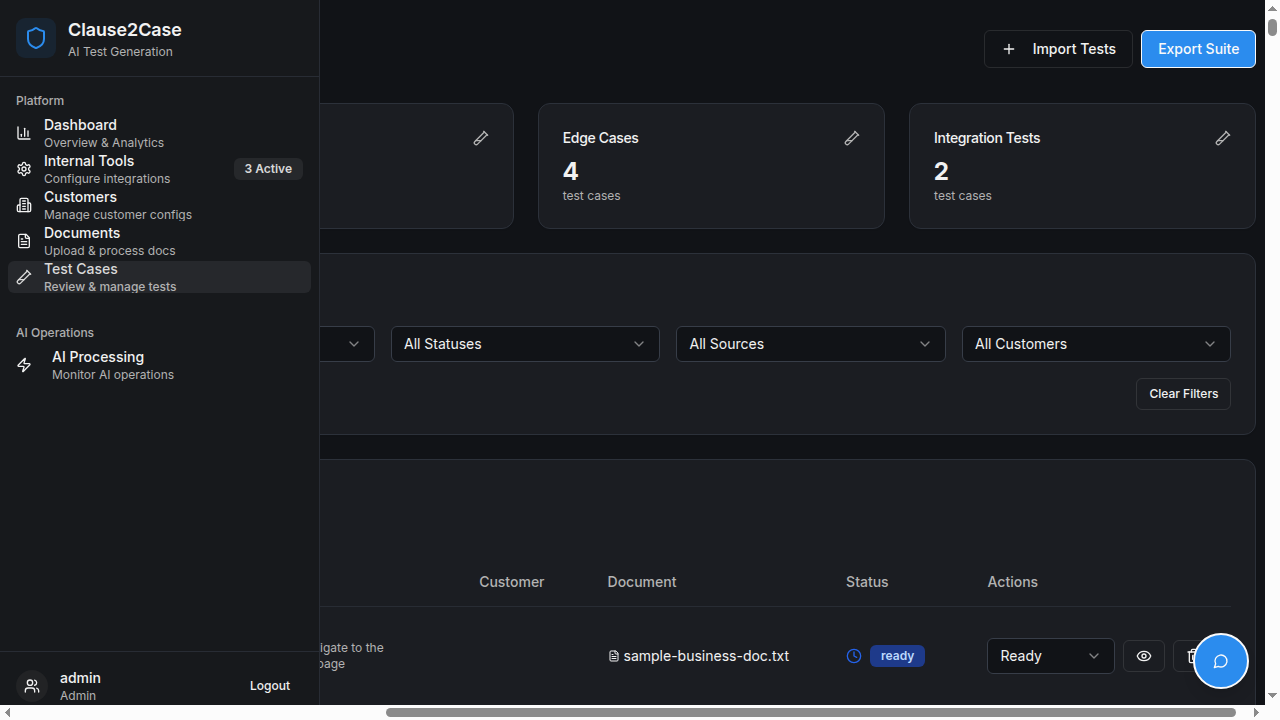 Clause2Case
AI Test Generation
Platform
Dashboard
Overview & Analytics
Internal Tools
Configure integrations
3 Active
Customers
Manage customer configs
Documents
Upload & process docs
Test Cases
Review & manage tests
AI Operations
AI Processing
Monitor AI operations
admin
Admin
Logout
Import Tests
Export Suite
Edge Cases
4
test cases
Integration Tests
2
test cases
All Statuses
All Sources
All Customers
Clear Filters
Customer
Document
Status
Actions
igate to the
page
sample-business-doc.txt
ready
Ready